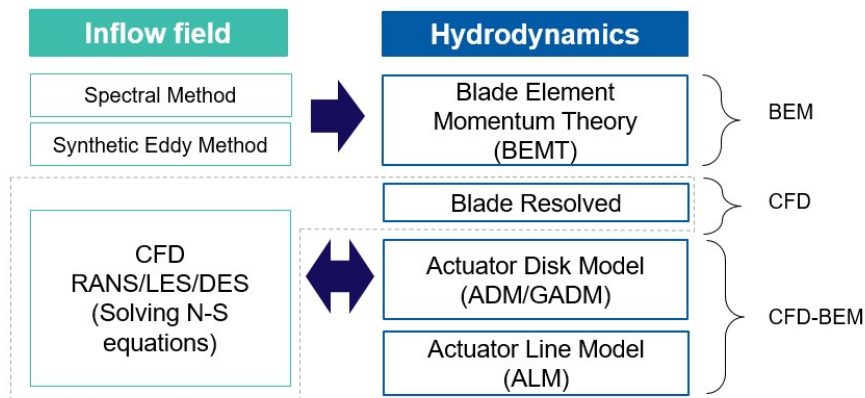 Inflow field
Hydrodynamics
Spectral Method
Synthetic Eddy Method
Blade Element
Momentum Theory
(BEMT)
BEM
Blade Resolved
CFD
CFD
RANS/LES/DES
(Solving N-S
equations)
Actuator Disk Model
(ADM/GADM)
Actuator Line Model
(ALM)
CFD-BEM